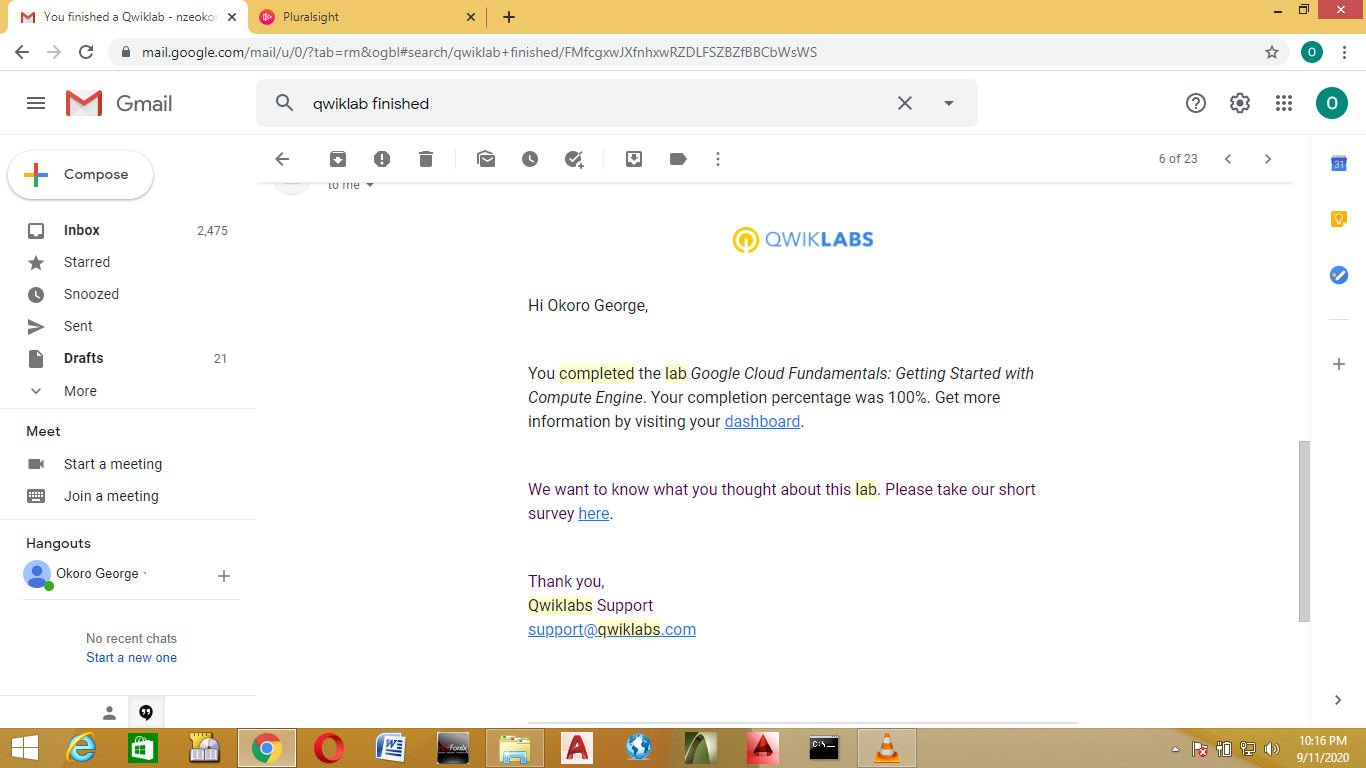 You finished a Qwiklab - nzeokor
Pluralsight
mail.google.com/mail/u/0/?tab=rm&ogbl#search/qwiklab+finished/FMfcgxwJXfnhxwRZDLFSZBZfBBCbWsWS
O
Gmail
qwiklab finished
O
Compose
6 of 23
31
to me
Inbox 2,475
Starred
Snoozed
Sent
Drafts 21
More
Meet
Start a meeting
Join a meeting
Hangouts
Okoro George
No recent chats
Start a new one
QWIKLABS
Hi Okoro George,
You completed the lab Google Cloud Fundamentals: Getting Started with
Compute Engine. Your completion percentage was 100%. Get more
information by visiting your dashboard.
We want to know what you thought about this lab. Please take our short
survey here.
Thank you,
Qwiklabs Support
support@qwiklabs.com
10:16 PM
9/11/2020